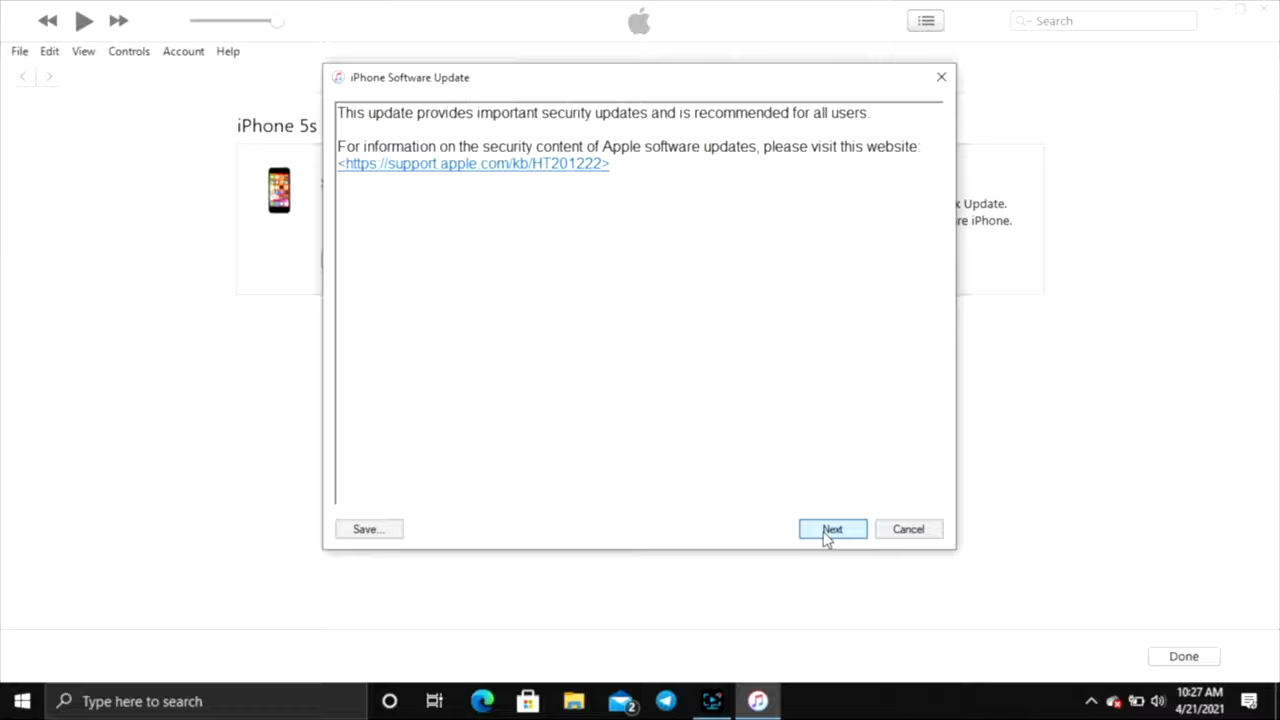 Search
File Edit View Controls Account Help
iPhone Software Update
This update provides important security updates and is recommended for all users.
iPhone 5s
For information on the security content of Apple software updates, please visit this website:
<https://support.apple.com/kb/HT201222>
Update.
iPhone.
Save... Next Cancel
Done
Type here to search
2
10:27 AM
4/21/2021